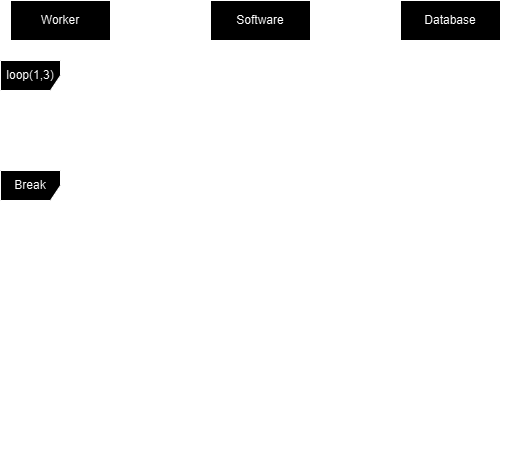 Worker
Software
Database
loop(1,3)
Break